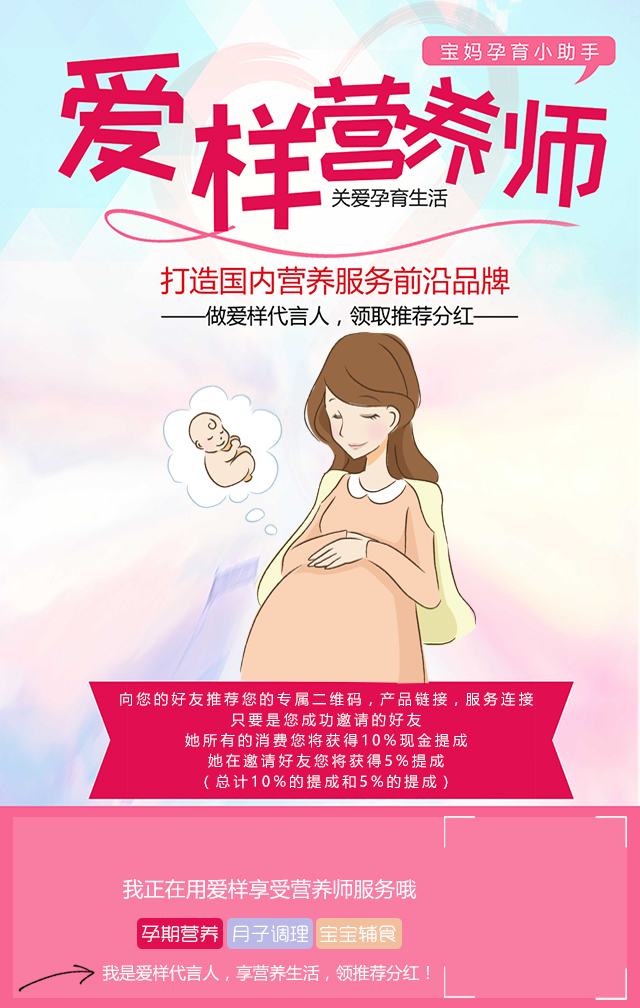 宝妈孕育小助手
爱样营养师
关爱孕育生活
打造国内营养服务前沿品牌
——做爱样代言人，领取推荐分红——
向您的好友推荐您的专属二维码，产品链接，服务连接
只要是您成功邀请的好友
她所有的消费您将获得10%现金提成
她在邀请好友您将获得5%提成
（总计10%的提成和5%的提成）
我正在用爱样享受营养师服务哦
孕期营养 月子调理 宝宝辅食
我是爱样代言人，享营养生活，领推荐分红！